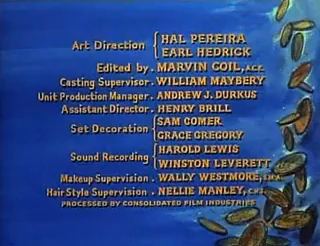 Art Direction { HAL PEREIRA
EARL HEDRICK
Edited by . MARVIN COIL, A.C.E.
Casting Supervisor . WILLIAM MAYBERY
Unit Production Manager . ANDREW J. DURKUS
Assistant Director . HENRY BRILL
Set Decoration { SAM COMER
GRACE GREGORY
Sound Recording { HAROLD LEWIS
WINSTON LEVERETT
Makeup Supervision . WALLY WESTMORE, S.M.A.
Hair Style Supervision . NELLIE MANLEY, C.H.S.
PROCESSED BY CONSOLIDATED FILM INDUSTRIES